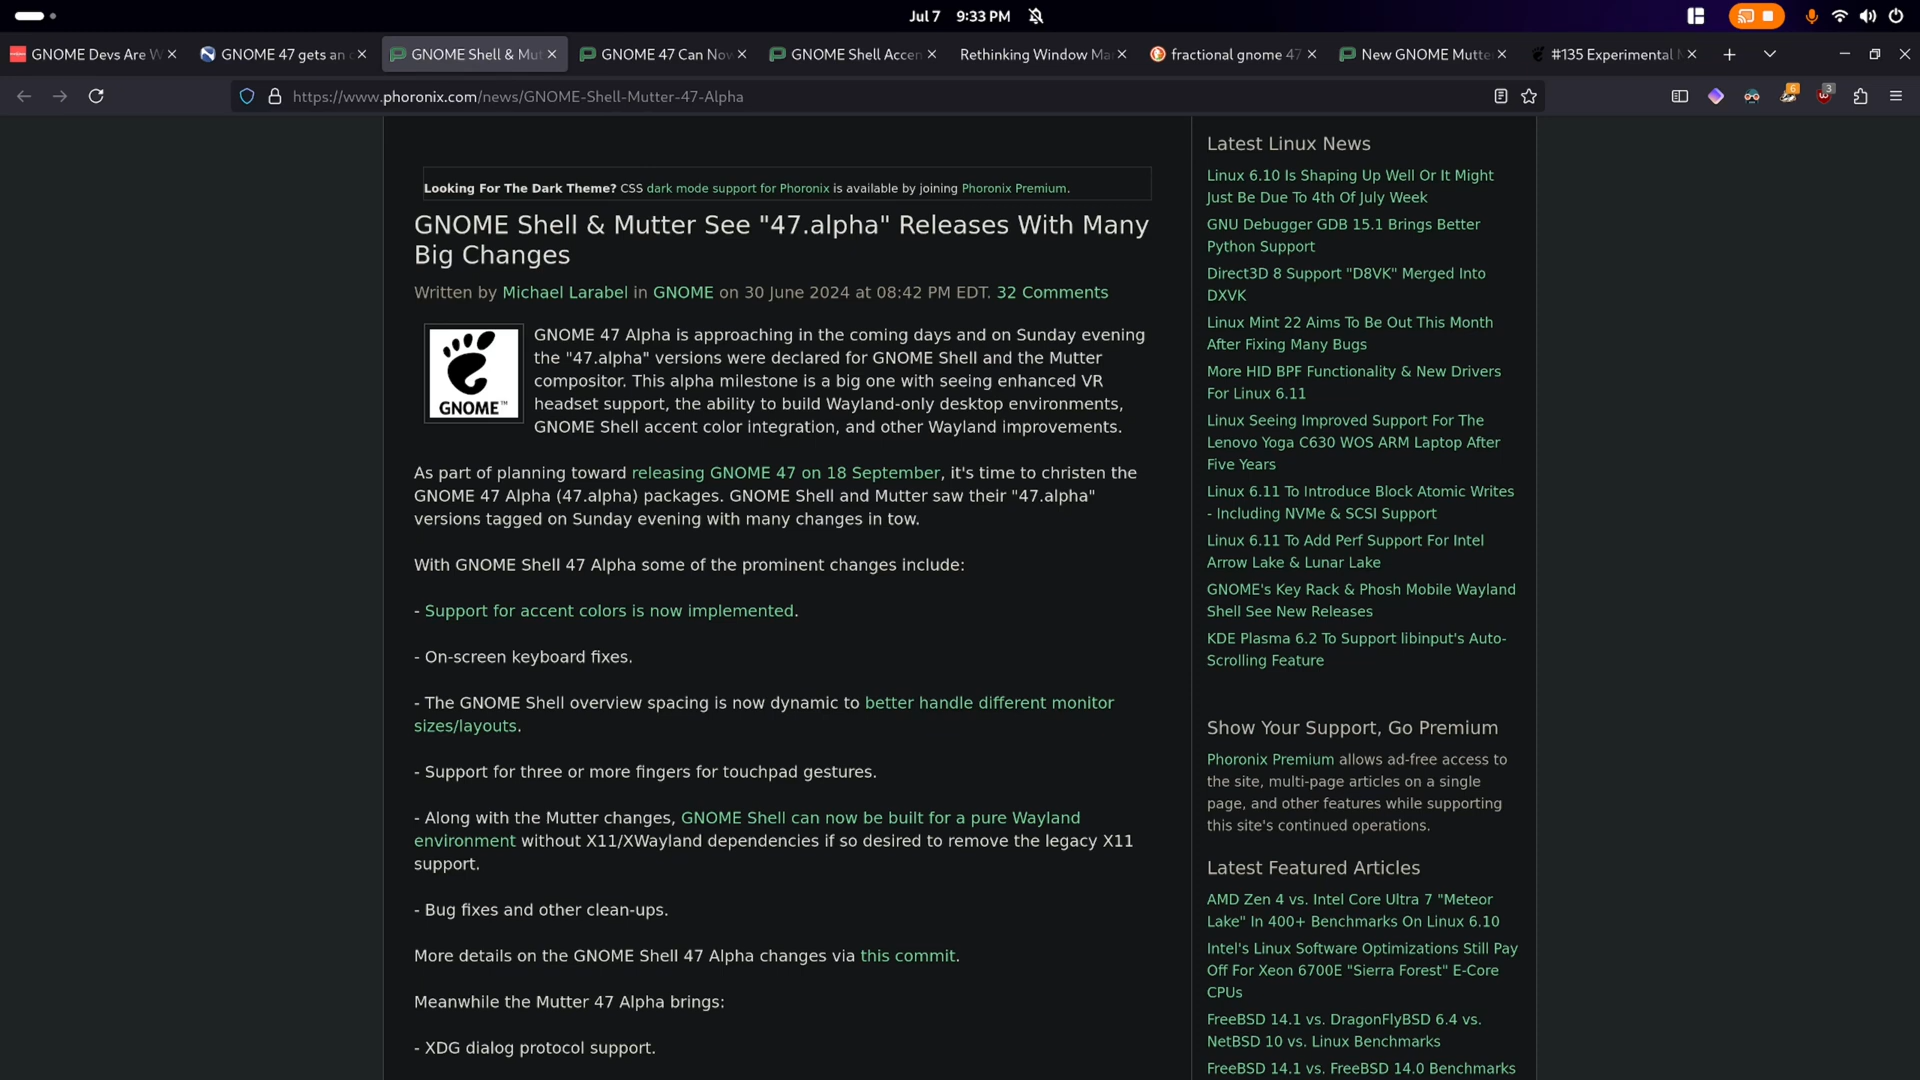 Jul 7 9:33 PM
GNOME Devs Are W
GNOME 47 gets an o
GNOME Shell & Mut
GNOME 47 Can Nov
GNOME Shell Accen
Rethinking Window Ma
fractional gnome 47
New GNOME Mutte
#135 Experimental
https://www.phoronix.com/news/GNOME-Shell-Mutter-47-Alpha
6
3
Looking For The Dark Theme? CSS dark mode support for Phoronix is available by joining Phoronix Premium.
GNOME Shell & Mutter See "47.alpha" Releases With Many
Big Changes
Written by Michael Larabel in GNOME on 30 June 2024 at 08:42 PM EDT. 32 Comments
GNOME™
GNOME 47 Alpha is approaching in the coming days and on Sunday evening
the "47.alpha" versions were declared for GNOME Shell and the Mutter
compositor. This alpha milestone is a big one with seeing enhanced VR
headset support, the ability to build Wayland-only desktop environments,
GNOME Shell accent color integration, and other Wayland improvements.
As part of planning toward releasing GNOME 47 on 18 September, it's time to christen the
GNOME 47 Alpha (47.alpha) packages. GNOME Shell and Mutter saw their "47.alpha"
versions tagged on Sunday evening with many changes in tow.
With GNOME Shell 47 Alpha some of the prominent changes include:
- Support for accent colors is now implemented.
- On-screen keyboard fixes.
- The GNOME Shell overview spacing is now dynamic to better handle different monitor
sizes/layouts.
- Support for three or more fingers for touchpad gestures.
- Along with the Mutter changes, GNOME Shell can now be built for a pure Wayland
environment without X11/XWayland dependencies if so desired to remove the legacy X11
support.
- Bug fixes and other clean-ups.
More details on the GNOME Shell 47 Alpha changes via this commit.
Meanwhile the Mutter 47 Alpha brings:
- XDG dialog protocol support.
Latest Linux News
Linux 6.10 Is Shaping Up Well Or It Might
Just Be Due To 4th Of July Week
GNU Debugger GDB 15.1 Brings Better
Python Support
Direct3D 8 Support "D8VK" Merged Into
DXVK
Linux Mint 22 Aims To Be Out This Month
After Fixing Many Bugs
More HID BPF Functionality & New Drivers
For Linux 6.11
Linux Seeing Improved Support For The
Lenovo Yoga C630 WOS ARM Laptop After
Five Years
Linux 6.11 To Introduce Block Atomic Writes
- Including NVMe & SCSI Support
Linux 6.11 To Add Perf Support For Intel
Arrow Lake & Lunar Lake
GNOME's Key Rack & Phosh Mobile Wayland
Shell See New Releases
KDE Plasma 6.2 To Support libinput's Auto-
Scrolling Feature
Show Your Support, Go Premium
Phoronix Premium allows ad-free access to
the site, multi-page articles on a single
page, and other features while supporting
this site's continued operations.
Latest Featured Articles
AMD Zen 4 vs. Intel Core Ultra 7 "Meteor
Lake" In 400+ Benchmarks On Linux 6.10
Intel's Linux Software Optimizations Still Pay
Off For Xeon 6700E "Sierra Forest" E-Core
CPUs
FreeBSD 14.1 vs. DragonFlyBSD 6.4 vs.
NetBSD 10 vs. Linux Benchmarks
FreeBSD 14.1 vs. FreeBSD 14.0 Benchmarks